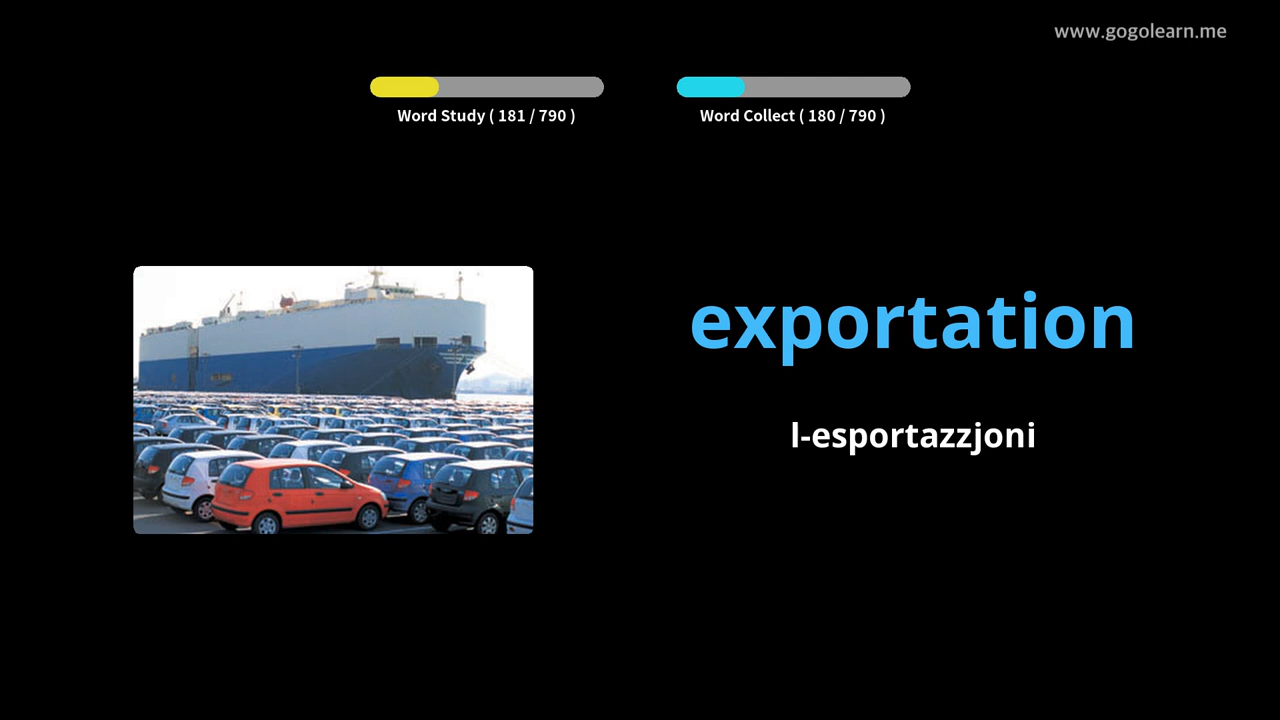 www.gogolearn.me
Word Study ( 181 / 790 )
Word Collect ( 180 / 790 )
exportation
l-esportazzjoni